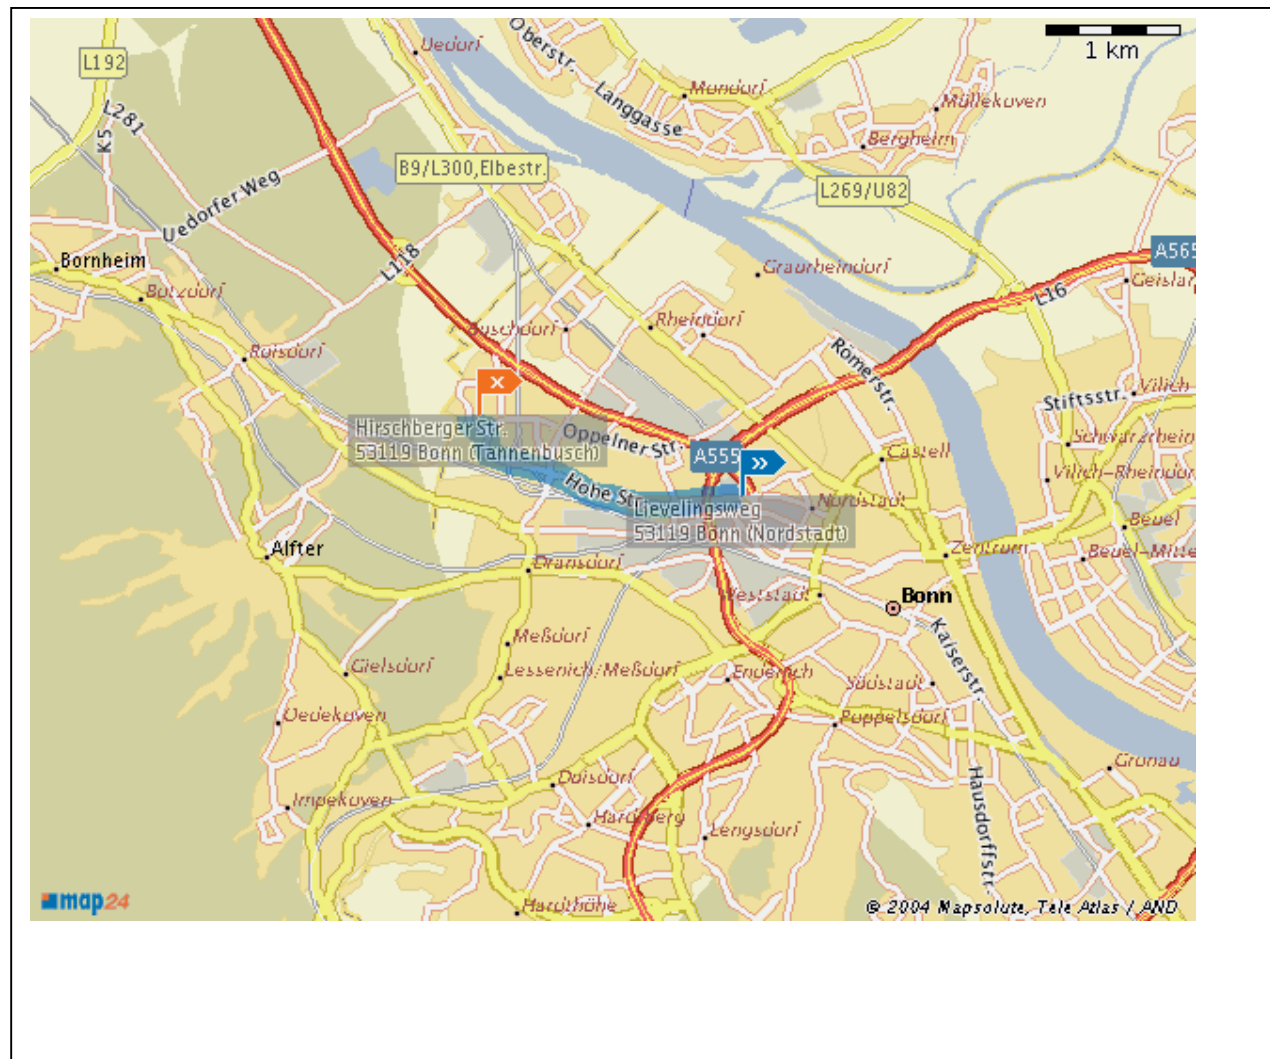 1 km
Uedorf
Oberstr.
L192
Mondorf
Langgasse
Müllekoven
L281
K5
Bergheim
B9/L300,Elbestr.
L269/U82
Uedorfer Weg
A565
Bornheim
L118
Graurheindorf
Geislar
Botzdorf
L16
Buschdorf
Rheindorf
Roisdorf
Römerstr.
Vilich
Stiftsstr.
Hirschberger Str.
53119 Bonn (Tannenbusch)
Oppelner Str.
A555
Schwarzrhein
Castell
Vilich-Rheindor
Hohe Str
Lievelingsweg
53119 Bonn (Nordstadt)
Nordstadt
Beuel
Alfter
Dransdorf
Zentrum
Beuel-Mitte
Weststadt
Bonn
Meßdorf
Kaiserstr.
Gielsdorf
Lessenich/Meßdorf
Endenich
Südstadt
Oedekoven
Poppelsdorf
Gronau
Duisdorf
Impekoven
Hardtberg
Lengsdorf
Hausdorffstr.
map24
Hardthöhe
© 2004 Mapsolute, Tele Atlas / AND